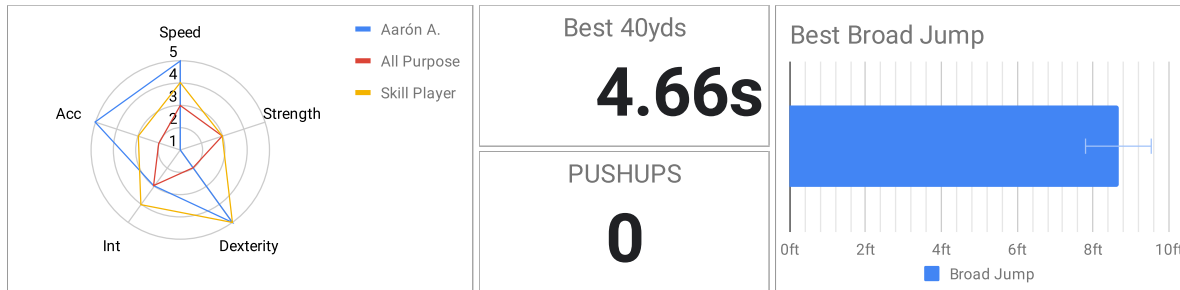 Speed
5
4
3
2
1
Acc
Strength
Int
Dexterity
Aarón A.
All Purpose
Skill Player
Best 40yds
4.66s
PUSHUPS
0
Best Broad Jump
0ft 2ft 4ft 6ft 8ft 10ft
Broad Jump